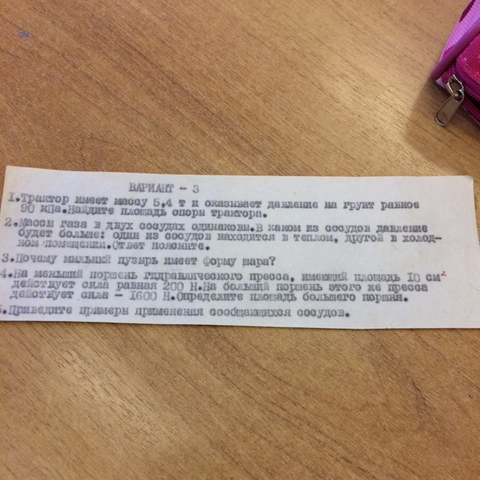 ВАРИАНТ - 3
1.Трактор имеет массу 5,4 т и оказывает давление на грунт равное
90 мПа.Найдите площадь опоры трактора.
2.Массы газа в двух сосудах одинаковы.В каком из сосудов давление
будет больше: один из сосудов находится в теплом, другой в холод-
ном помещении.Ответ поясните.
3.Почему мыльный пузырь имеет форму шара?
4.На меньший поршень гидравлического пресса, имеющий площадь 10 см²
действует сила равная 200 Н.На больший поршень этого же пресса
действует сила - 1600 Н.Определите площадь большего поршня.
5.Приведите примеры применения сообщающихся сосудов.